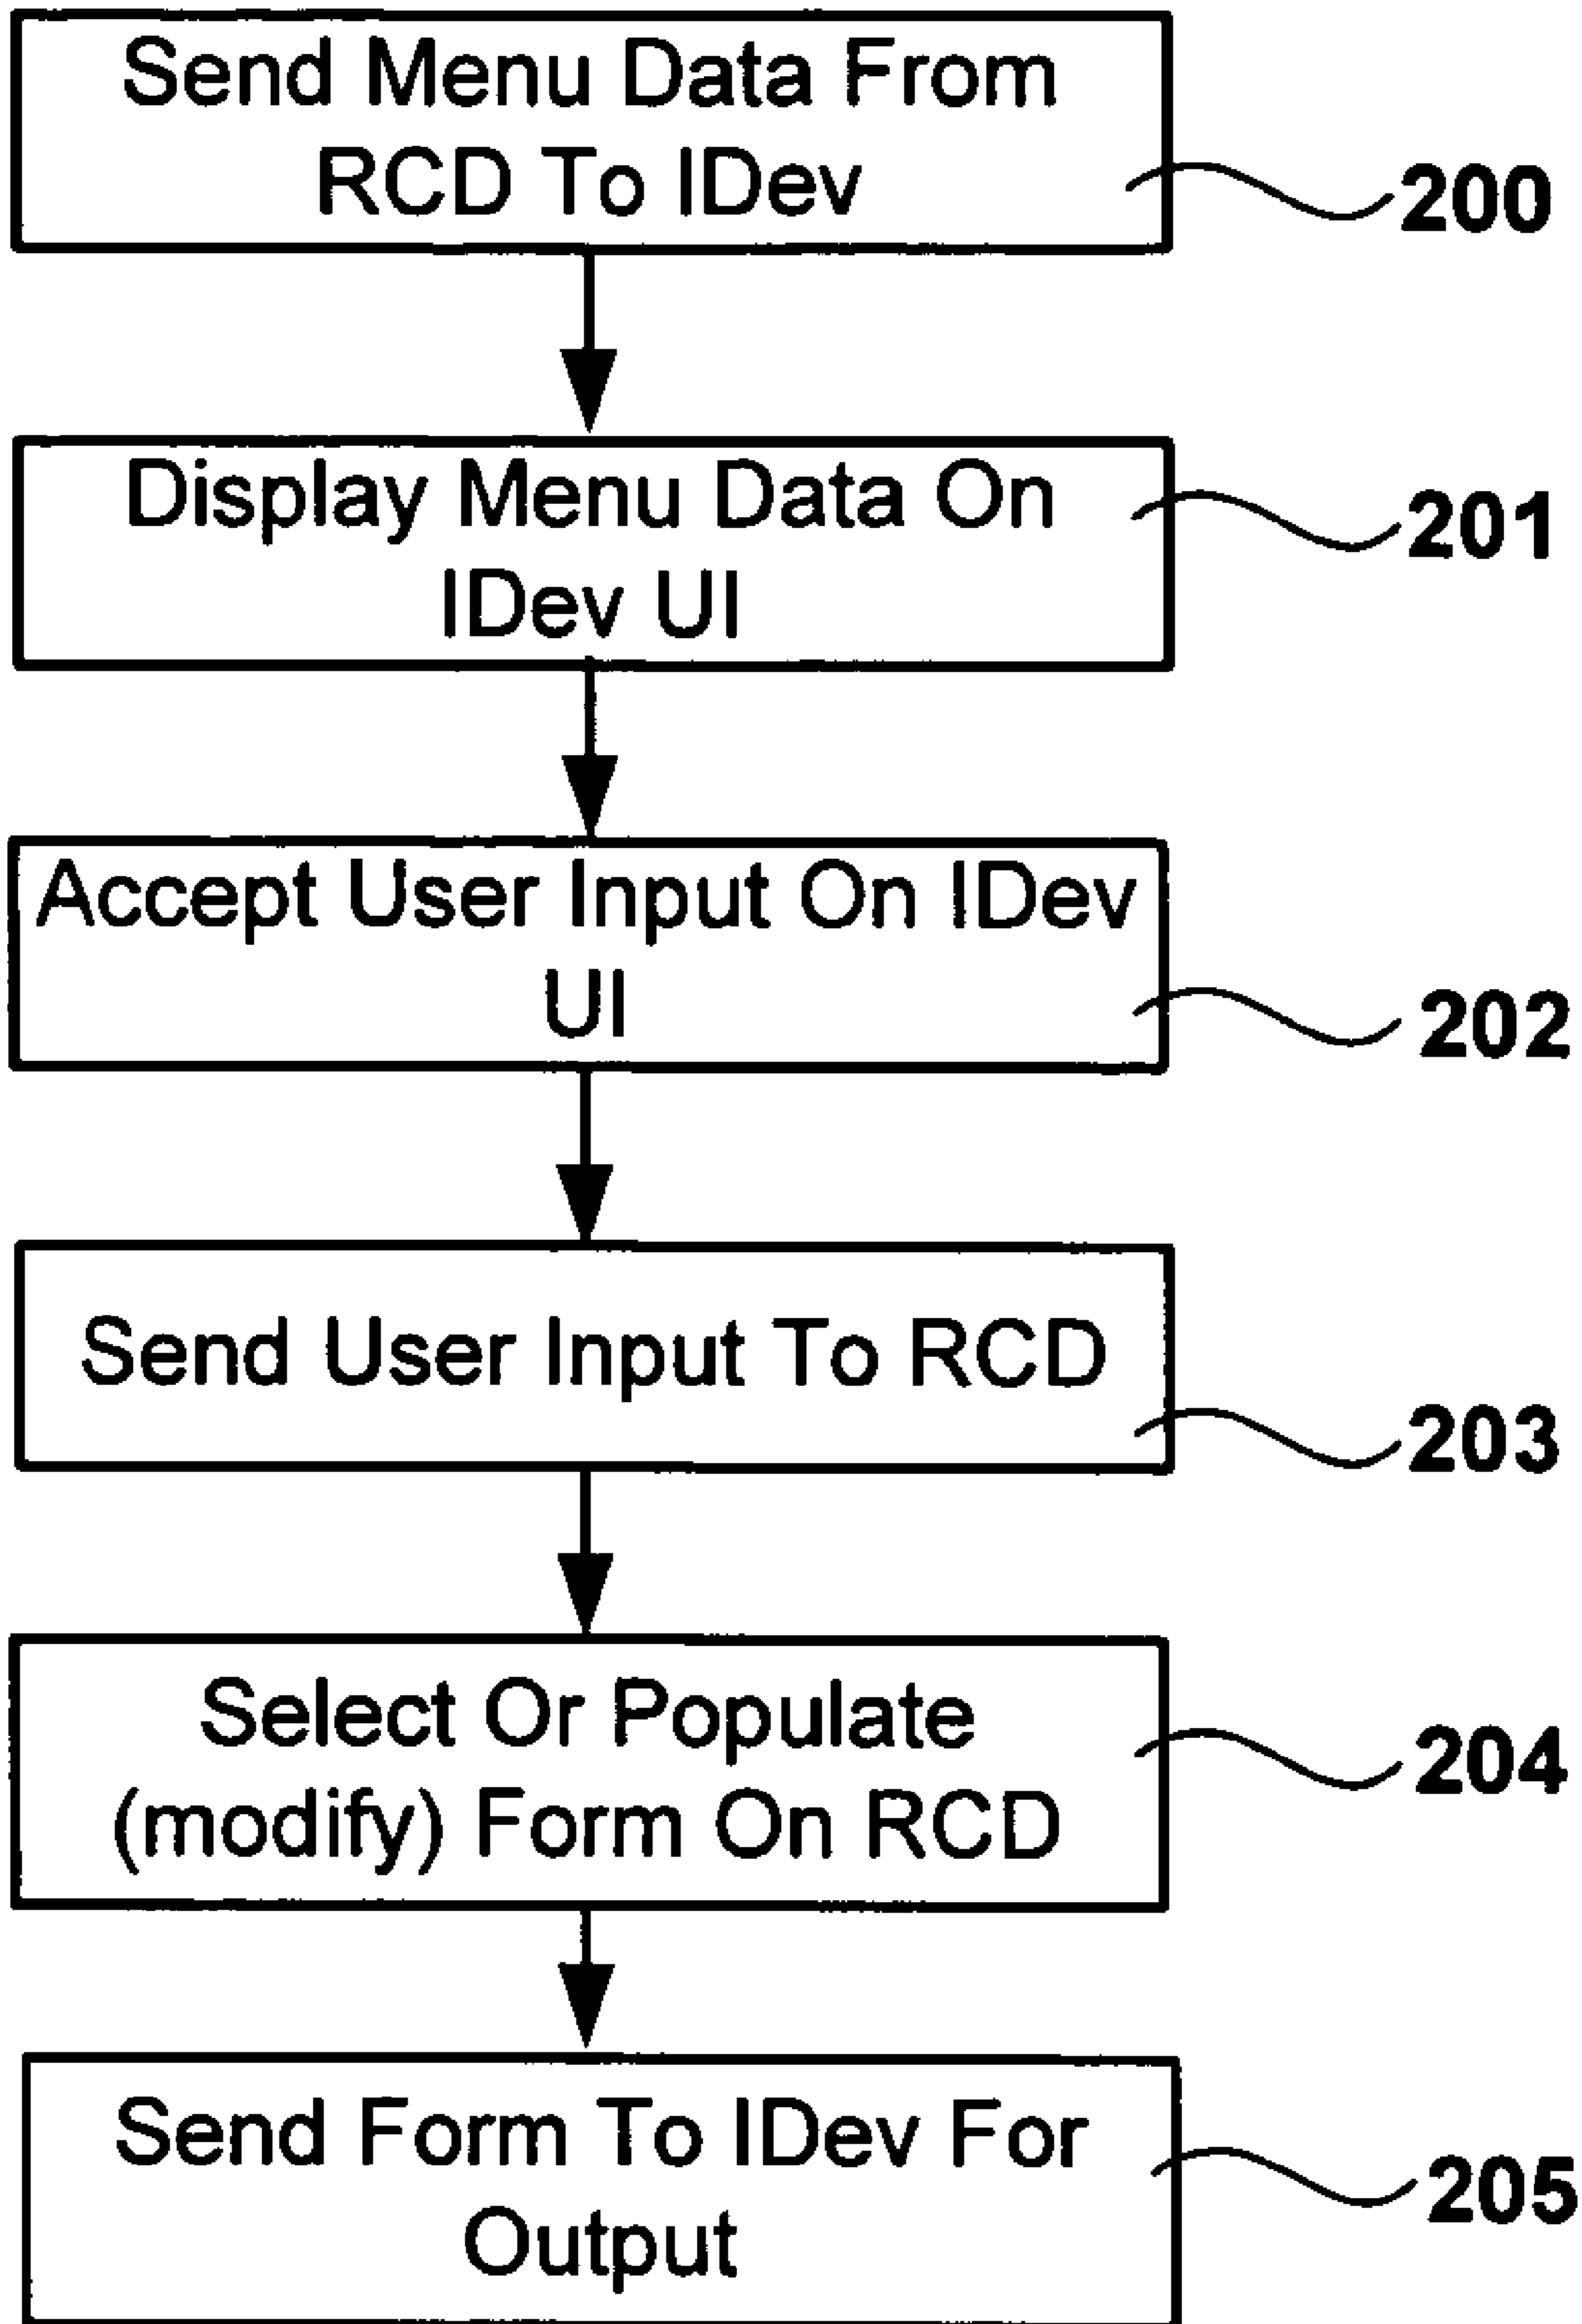 Send Menu Data From
RCD To IDev
200
Display Menu Data On
IDev UI
201
Accept User Input On IDev
UI
202
Send User Input To RCD
203
Select Or Populate
(modify) Form On RCD
204
Send Form To IDev For
Output
205